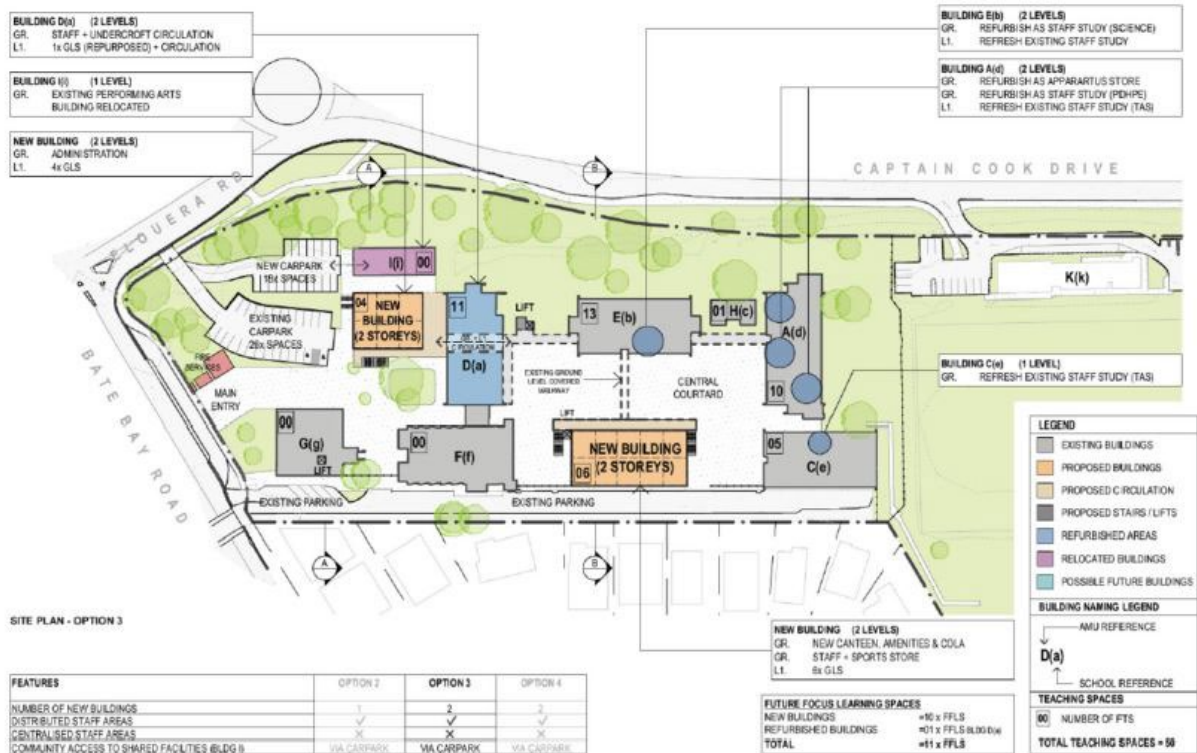 BUILDING D(a) (2 LEVELS)
GR. STAFF + UNDERCROFT CIRCULATION
L1. 1x GLS (REPURPOSED) + CIRCULATION
BUILDING I(i) (1 LEVEL)
GR. EXISTING PERFORMING ARTS
BUILDING RELOCATED
NEW BUILDING (2 LEVELS)
GR. ADMINISTRATION
L1. 4x GLS
BUILDING E(b) (2 LEVELS)
GR. REFURBISH AS STAFF STUDY (SCIENCE)
L1. REFRESH EXISTING STAFF STUDY
BUILDING A(d) (2 LEVELS)
GR. REFURBISH AS APPARARTUS STORE
GR. REFURBISH AS STAFF STUDY (PDHPE)
L1. REFRESH EXISTING STAFF STUDY (TAS)
CAPTAIN COOK DRIVE
ELOUERA RD
BATE BAY ROAD
A
B
NEW CARPARK
16x SPACES
I(i) 00
EXISTING
CARPARK
26x SPACES
04 NEW
BUILDING
(2 STOREYS)
11
CIRCULATION
D(a)
LIFT
13 E(b)
01 H(c)
A(d)
10
K(k)
FIRE
SERVICES
MAIN
ENTRY
EXISTING GROUND
LEVEL COVERED
WALKWAY
CENTRAL
COURTARD
LIFT
00
G(g)
LIFT
00
F(f)
NEW BUILDING
(2 STOREYS)
06
05
C(e)
EXISTING PARKING
EXISTING PARKING
A
B
BUILDING C(e) (1 LEVEL)
GR. REFRESH EXISTING STAFF STUDY (TAS)
LEGEND
EXISTING BUILDINGS
PROPOSED BUILDINGS
PROPOSED CIRCULATION
PROPOSED STAIRS / LIFTS
REFURBISHED AREAS
RELOCATED BUILDINGS
POSSIBLE FUTURE BUILDINGS
BUILDING NAMING LEGEND
AMU REFERENCE
D(a)
SCHOOL REFERENCE
TEACHING SPACES
00 NUMBER OF FTS
TOTAL TEACHING SPACES = 50
SITE PLAN - OPTION 3
NEW BUILDING (2 LEVELS)
GR. NEW CANTEEN, AMENITIES & COLA
GR. STAFF + SPORTS STORE
L1. 6x GLS
FEATURES OPTION 2 OPTION 3 OPTION 4
NUMBER OF NEW BUILDINGS 1 2 2
DISTRIBUTED STAFF AREAS ✓ ✓ ✓
CENTRALISED STAFF AREAS ✕ ✕ ✕
COMMUNITY ACCESS TO SHARED FACILITIES (BLDG I) VIA CARPARK VIA CARPARK VIA CARPARK
FUTURE FOCUS LEARNING SPACES
NEW BUILDINGS =10 x FFLS
REFURBISHED BUILDINGS =01 x FFLS BLDG D(a)
TOTAL =11 x FFLS